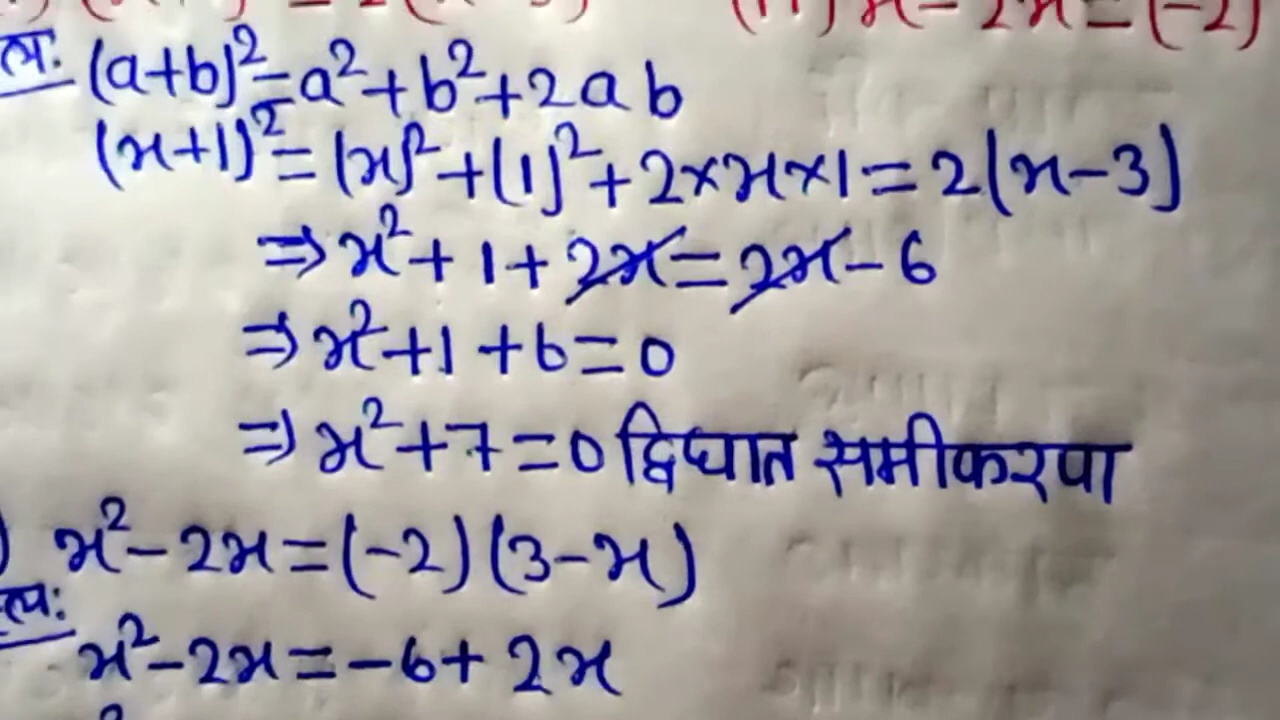 (a+b)²=a²+b²+2ab
(x+1)²=(x)²+(1)²+2×x×1=2(x-3)
⇒x²+1+2x=2x-6
⇒x²+1+6=0
⇒x²+7=0 द्विघात समीकरण
) x²-2x=(-2)(3-x)
x²-2x=-6+2x